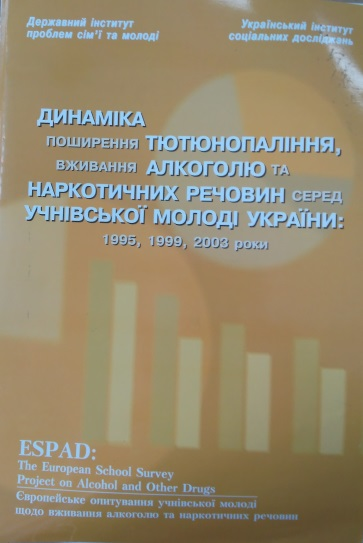 Державний інститут
проблем сім'ї та молоді
Український інститут
соціальних досліджень
ДИНАМІКА
ПОШИРЕННЯ ТЮТЮНОПАЛІННЯ,
ВЖИВАННЯ АЛКОГОЛЮ ТА
НАРКОТИЧНИХ РЕЧОВИН СЕРЕД
УЧНІВСЬКОЇ МОЛОДІ УКРАЇНИ:
1995, 1999, 2003 роки
ESPAD:
The European School Survey
Project on Alcohol and Other Drugs
Європейське опитування учнівської молоді
щодо вживання алкоголю та наркотичних речовин